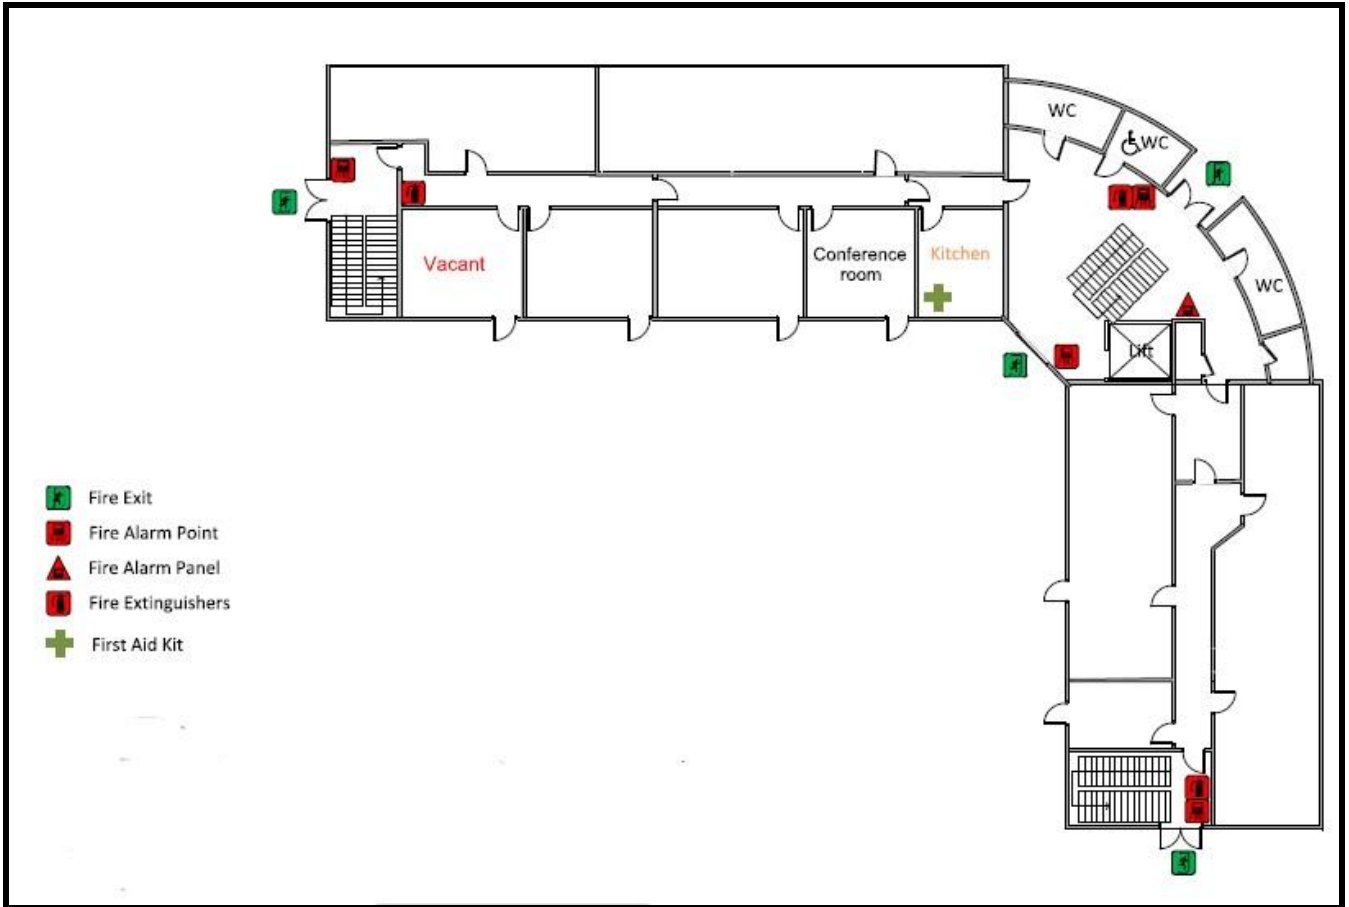 WC
WC
Vacant
Conference
room
Kitchen
WC
Lift
Fire Exit
Fire Alarm Point
Fire Alarm Panel
Fire Extinguishers
First Aid Kit